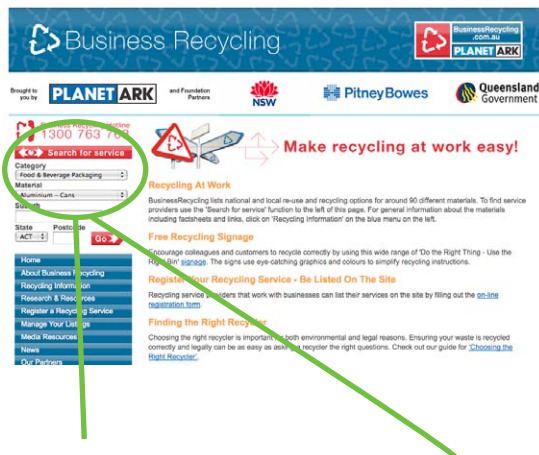 Business Recycling
BusinessRecycling
.com.au
PLANET ARK
Brought to
you by
PLANET ARK
and Foundation
Partners
NSW
PitneyBowes
Queensland
Government
Business Recycling Hotline
1300 763 768
Search for service
Category
Food & Beverage Packaging
Material
Aluminium - Cans
Suburb
State Postcode
ACT Go
Home
About Business Recycling
Recycling Information
Research & Resources
Register a Recycling Service
Manage Your Listings
Media Resources
News
Our Partners
Make recycling at work easy!
Recycling At Work
BusinessRecycling lists national and local re-use and recycling options for around 90 different materials. To find service
providers use the 'Search for service' function to the left of this page. For general information about the materials
including factsheets and links, click on 'Recycling Information' on the blue menu on the left.
Free Recycling Signage
Encourage colleagues and customers to recycle correctly by using this wide range of 'Do the Right Thing - Use the
Right Bin' signage. The signs use eye-catching graphics and colours to simplify recycling instructions.
Register Your Recycling Service - Be Listed On The Site
Recycling service providers that work with businesses can list their services on the site by filling out the on-line
registration form.
Finding the Right Recycler
Choosing the right recycler is important for both environmental and legal reasons. Ensuring your waste is recycled
correctly and legally can be as easy as asking a recycler the right questions. Check out our guide for 'Choosing the
Right Recycler'.